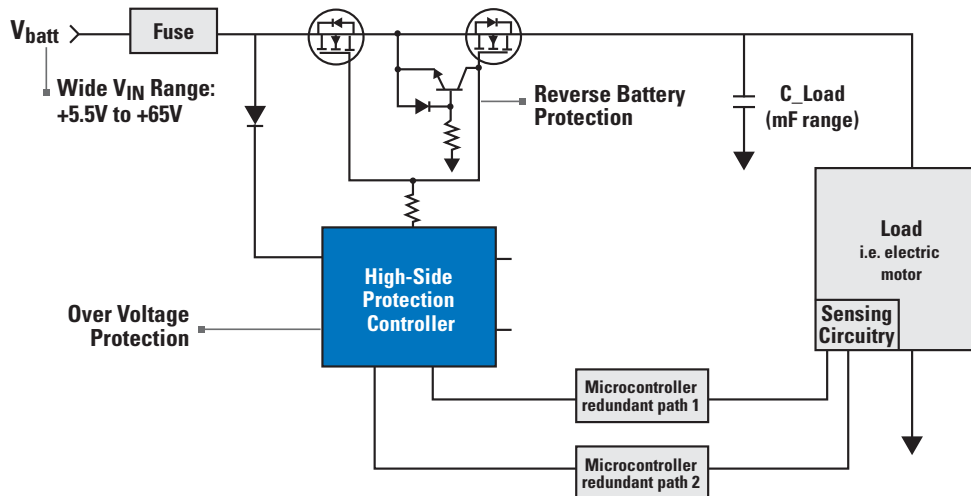 Vbatt
Fuse
Wide VIN Range:
+5.5V to +65V
Reverse Battery
Protection
C_Load
(mF range)
Load
i.e. electric
motor
Sensing
Circuitry
High-Side
Protection
Controller
Over Voltage
Protection
Microcontroller
redundant path 1
Microcontroller
redundant path 2